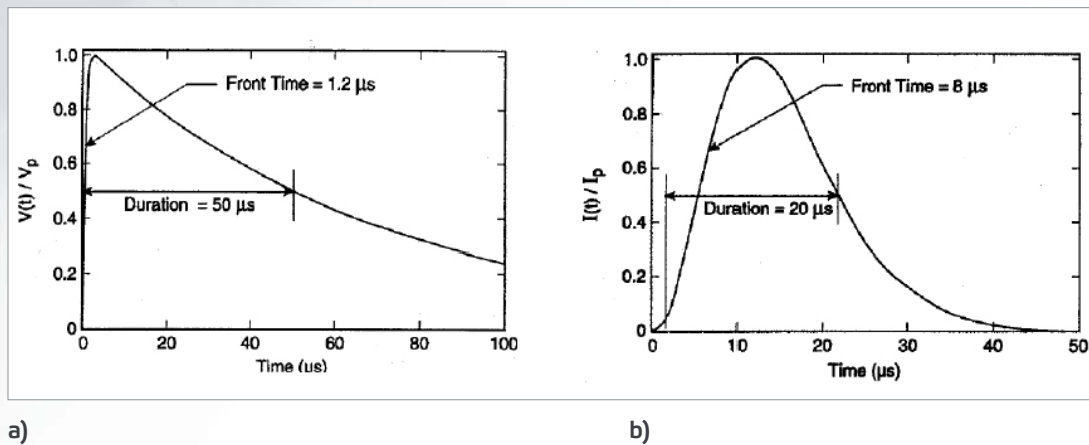 1.0
0.8
0.6
0.4
0.2
0
V(t) / Vₚ
Front Time = 1.2 µs
Duration = 50 µs
0 20 40 60 80 100
Time (µs)
1.0
0.8
0.6
0.4
0.2
0
I(t) / Iₚ
Front Time = 8 µs
Duration = 20 µs
0 10 20 30 40 50
Time (µs)
a)
b)